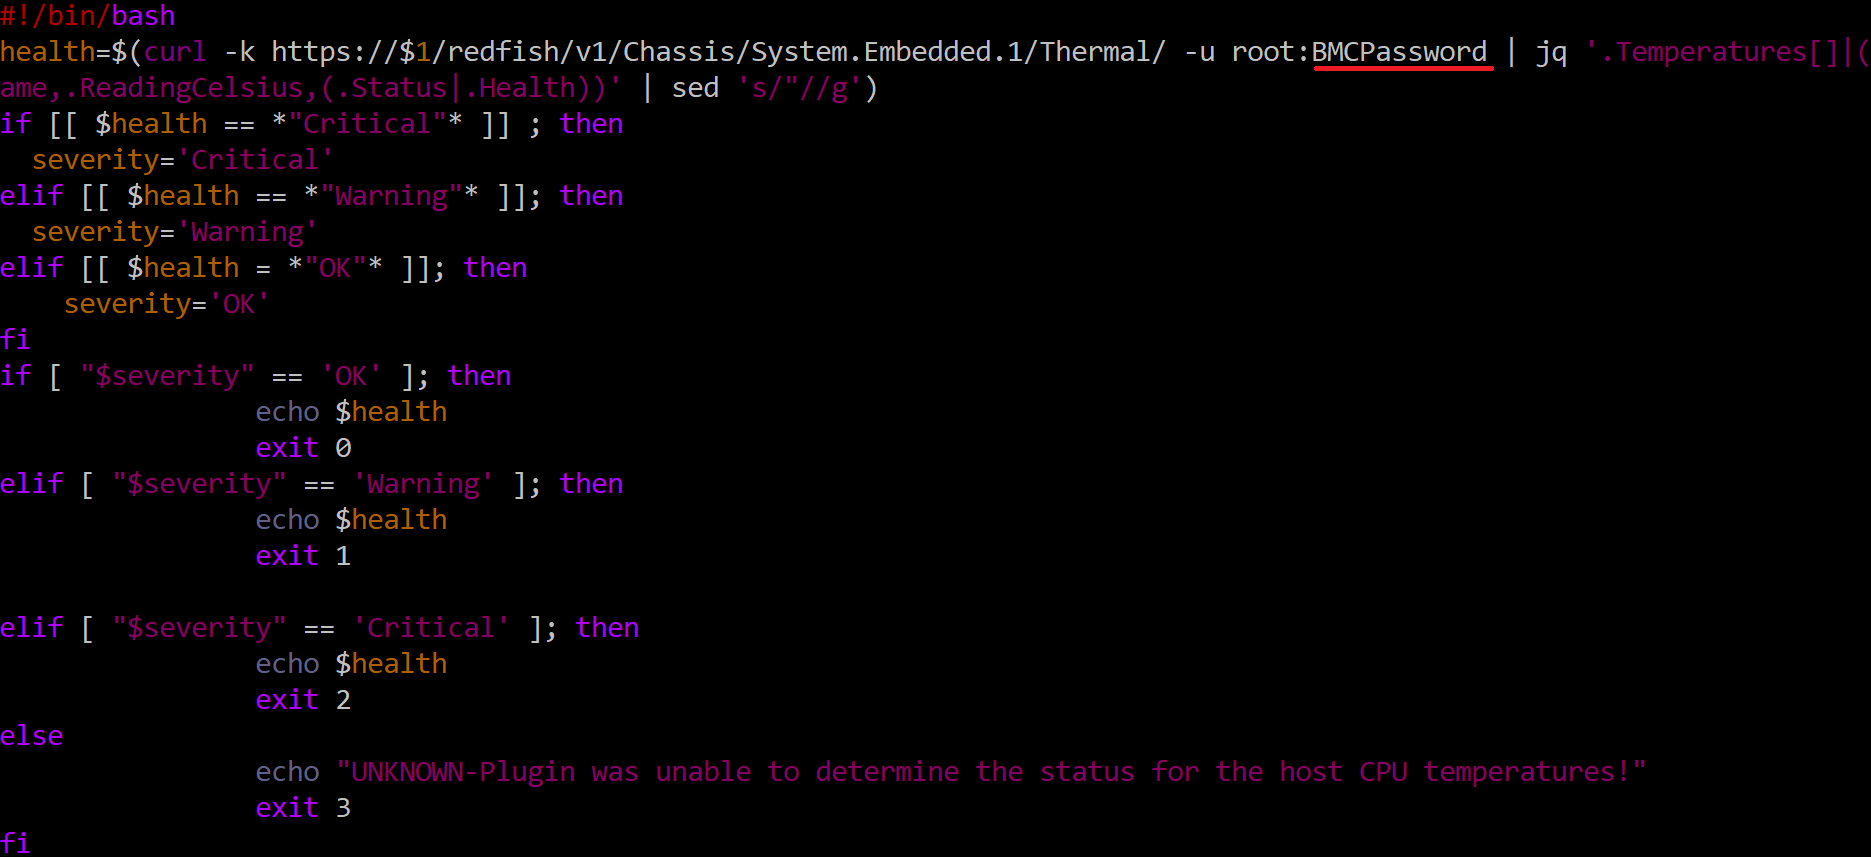 #!/bin/bash
health=$(curl -k https://$1/redfish/v1/Chassis/System.Embedded.1/Thermal/ -u root:BMCPassword | jq '.Temperatures[]|(
ame,.ReadingCelsius,(.Status|.Health))' | sed 's/"//g')
if [[ $health == *"Critical"* ]] ; then
  severity='Critical'
elif [[ $health == *"Warning"* ]]; then
  severity='Warning'
elif [[ $health = *"OK"* ]]; then
    severity='OK'
fi
if [ "$severity" == 'OK' ]; then
                echo $health
                exit 0
elif [ "$severity" == 'Warning' ]; then
                echo $health
                exit 1

elif [ "$severity" == 'Critical' ]; then
                echo $health
                exit 2
else
                echo "UNKNOWN-Plugin was unable to determine the status for the host CPU temperatures!"
                exit 3
fi